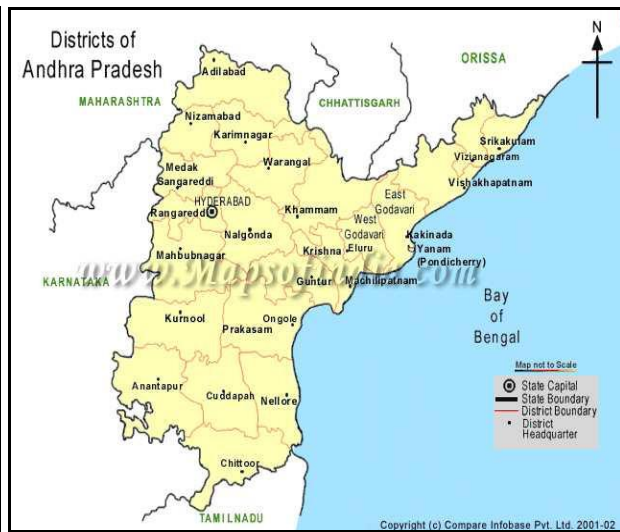 Districts of
Andhra Pradesh
N
ORISSA
Adilabad
MAHARASHTRA
CHHATTISGARH
Nizamabad
Karimnagar
Srikakulam
Vizianagaram
Warangal
Medak
Sangareddi
Vishakhapatnam
HYDERABAD
East
Godavari
Rangareddi
Khammam
West
Godavari
Nalgonda
Kakinada
Krishna
Eluru
Yanam
(Pondicherry)
Mahbubnagar
KARNATAKA
www.Mapsofindia.com
Guntur
Machilipatnam
Bay
of
Bengal
Kurnool
Ongole
Prakasam
Map not to Scale
State Capital
State Boundary
District Boundary
District
Headquarter
Anantapur
Cuddapah
Nellore
Chittoor
TAMILNADU
Copyright (c) Compare Infobase Pvt. Ltd. 2001-02